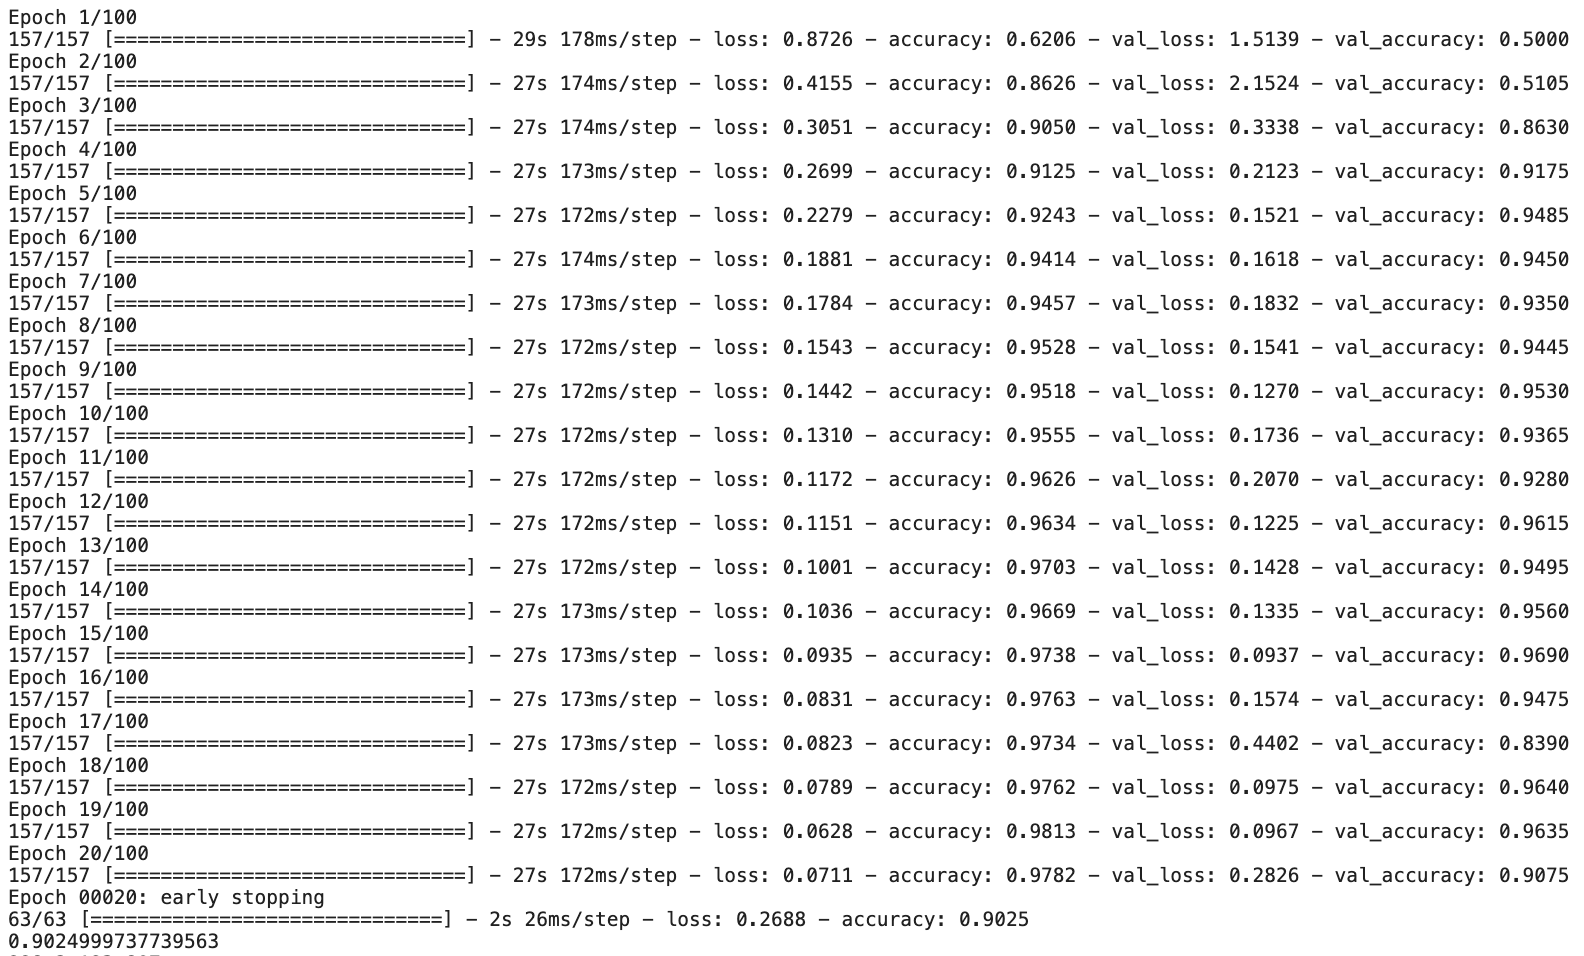 Epoch 1/100
157/157 [==============================] - 29s 178ms/step - loss: 0.8726 - accuracy: 0.6206 - val_loss: 1.5139 - val_accuracy: 0.5000
Epoch 2/100
157/157 [==============================] - 27s 174ms/step - loss: 0.4155 - accuracy: 0.8626 - val_loss: 2.1524 - val_accuracy: 0.5105
Epoch 3/100
157/157 [==============================] - 27s 174ms/step - loss: 0.3051 - accuracy: 0.9050 - val_loss: 0.3338 - val_accuracy: 0.8630
Epoch 4/100
157/157 [==============================] - 27s 173ms/step - loss: 0.2699 - accuracy: 0.9125 - val_loss: 0.2123 - val_accuracy: 0.9175
Epoch 5/100
157/157 [==============================] - 27s 172ms/step - loss: 0.2279 - accuracy: 0.9243 - val_loss: 0.1521 - val_accuracy: 0.9485
Epoch 6/100
157/157 [==============================] - 27s 174ms/step - loss: 0.1881 - accuracy: 0.9414 - val_loss: 0.1618 - val_accuracy: 0.9450
Epoch 7/100
157/157 [==============================] - 27s 173ms/step - loss: 0.1784 - accuracy: 0.9457 - val_loss: 0.1832 - val_accuracy: 0.9350
Epoch 8/100
157/157 [==============================] - 27s 172ms/step - loss: 0.1543 - accuracy: 0.9528 - val_loss: 0.1541 - val_accuracy: 0.9445
Epoch 9/100
157/157 [==============================] - 27s 172ms/step - loss: 0.1442 - accuracy: 0.9518 - val_loss: 0.1270 - val_accuracy: 0.9530
Epoch 10/100
157/157 [==============================] - 27s 172ms/step - loss: 0.1310 - accuracy: 0.9555 - val_loss: 0.1736 - val_accuracy: 0.9365
Epoch 11/100
157/157 [==============================] - 27s 172ms/step - loss: 0.1172 - accuracy: 0.9626 - val_loss: 0.2070 - val_accuracy: 0.9280
Epoch 12/100
157/157 [==============================] - 27s 172ms/step - loss: 0.1151 - accuracy: 0.9634 - val_loss: 0.1225 - val_accuracy: 0.9615
Epoch 13/100
157/157 [==============================] - 27s 172ms/step - loss: 0.1001 - accuracy: 0.9703 - val_loss: 0.1428 - val_accuracy: 0.9495
Epoch 14/100
157/157 [==============================] - 27s 173ms/step - loss: 0.1036 - accuracy: 0.9669 - val_loss: 0.1335 - val_accuracy: 0.9560
Epoch 15/100
157/157 [==============================] - 27s 173ms/step - loss: 0.0935 - accuracy: 0.9738 - val_loss: 0.0937 - val_accuracy: 0.9690
Epoch 16/100
157/157 [==============================] - 27s 173ms/step - loss: 0.0831 - accuracy: 0.9763 - val_loss: 0.1574 - val_accuracy: 0.9475
Epoch 17/100
157/157 [==============================] - 27s 173ms/step - loss: 0.0823 - accuracy: 0.9734 - val_loss: 0.4402 - val_accuracy: 0.8390
Epoch 18/100
157/157 [==============================] - 27s 172ms/step - loss: 0.0789 - accuracy: 0.9762 - val_loss: 0.0975 - val_accuracy: 0.9640
Epoch 19/100
157/157 [==============================] - 27s 172ms/step - loss: 0.0628 - accuracy: 0.9813 - val_loss: 0.0967 - val_accuracy: 0.9635
Epoch 20/100
157/157 [==============================] - 27s 172ms/step - loss: 0.0711 - accuracy: 0.9782 - val_loss: 0.2826 - val_accuracy: 0.9075
Epoch 00020: early stopping
63/63 [==============================] - 2s 26ms/step - loss: 0.2688 - accuracy: 0.9025
0.9024999737739563